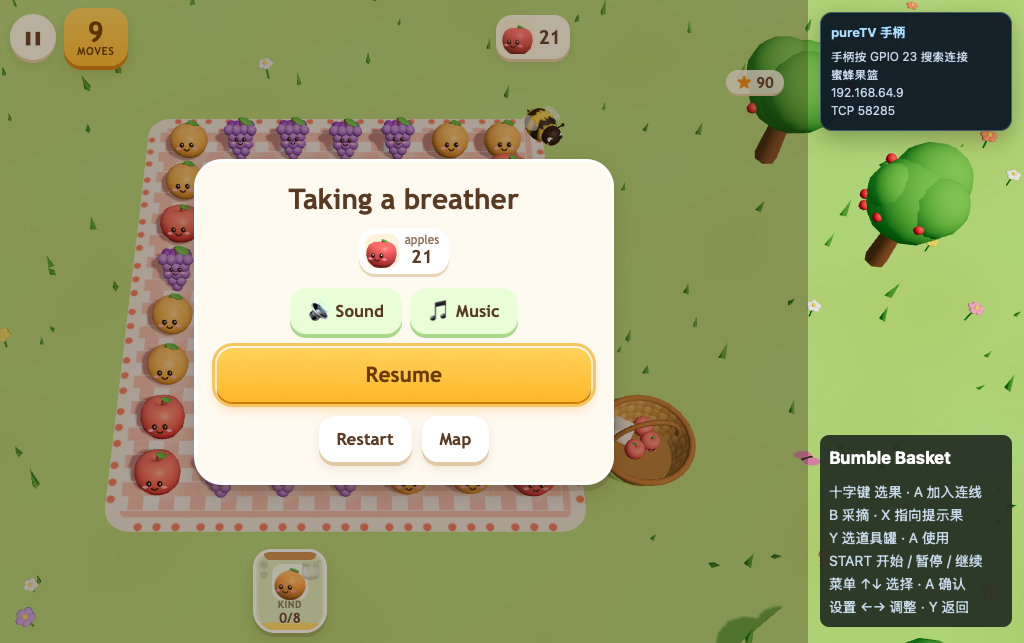 9
MOVES
21
90
pureTV 手柄
手柄按 GPIO 23 搜索连接
蜜蜂果篮
192.168.64.9
TCP 58285
Taking a breather
apples
21
Sound
Music
Resume
Restart
Map
KIND
0/8
Bumble Basket
十字键 选果 · A 加入连线
B 采摘 · X 指向提示果
Y 选道具罐 · A 使用
START 开始 / 暂停 / 继续
菜单 ↑↓ 选择 · A 确认
设置 ←→ 调整 · Y 返回